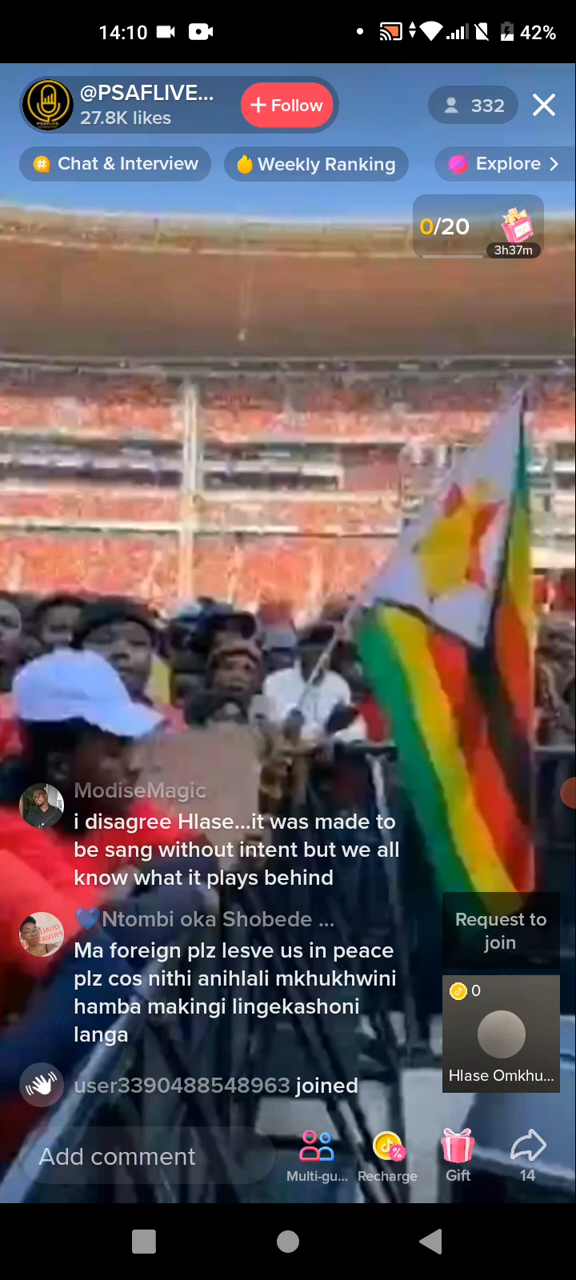 14:10
42%
@PSAFLIVE...
27.8K likes
+ Follow
332
Chat & Interview
Weekly Ranking
Explore >
0/20
3h37m
ModiseMagic
i disagree Hlase...it was made to
be sang without intent but we all
know what it plays behind
💙Ntombi oka Shobede ...
Ma foreign plz lesve us in peace
plz cos nithi anihlali mkhukhwini
hamba makingi lingekashoni
langa
user3390488548963 joined
Request to
join
0
Hlase Omkhu...
Add comment
Multi-gu...
Recharge
Gift
14